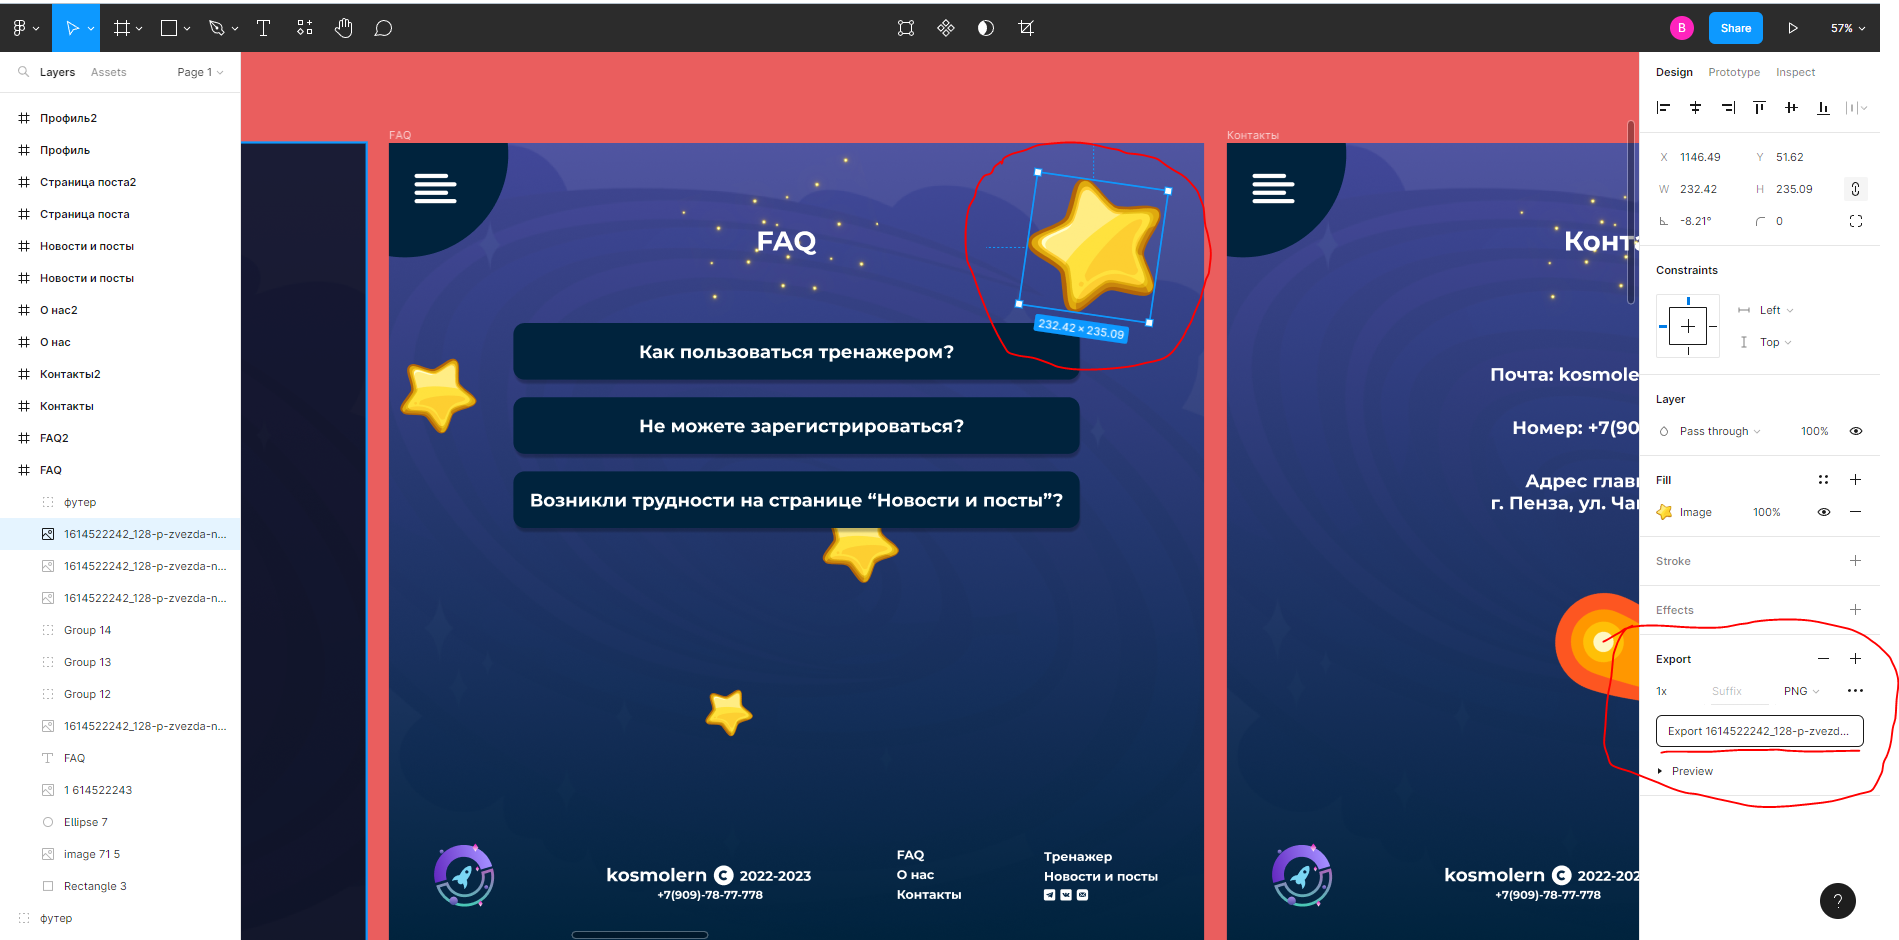 B
Share
57%
Layers
Assets
Page 1
Профиль2
Профиль
Страница поста2
Страница поста
Новости и посты
Новости и посты
О нас2
О нас
Контакты2
Контакты
FAQ2
FAQ
футер
1614522242_128-p-zvezda-n...
1614522242_128-p-zvezda-n...
1614522242_128-p-zvezda-n...
Group 14
Group 13
Group 12
1614522242_128-p-zvezda-n...
FAQ
1 614522243
Ellipse 7
image 71 5
Rectangle 3
футер
FAQ
FAQ
232.42 × 235.09
Как пользоваться тренажером?
Не можете зарегистрироваться?
Возникли трудности на странице “Новости и посты”?
kosmolern C 2022-2023
+7(909)-78-77-778
FAQ
О нас
Контакты
Тренажер
Новости и посты
Контакты
Конт
Почта: kosmole
Номер: +7(90
Адрес глав
г. Пенза, ул. Ча
kosmolern C 2022-202
+7(909)-78-77-778
Design
Prototype
Inspect
X 1146.49 Y 51.62
W 232.42 H 235.09
-8.21° 0
Constraints
Left
Top
Layer
Pass through 100%
Fill
Image 100%
Stroke
Effects
Export
1x Suffix PNG
Export 1614522242_128-p-zvezd...
Preview
?